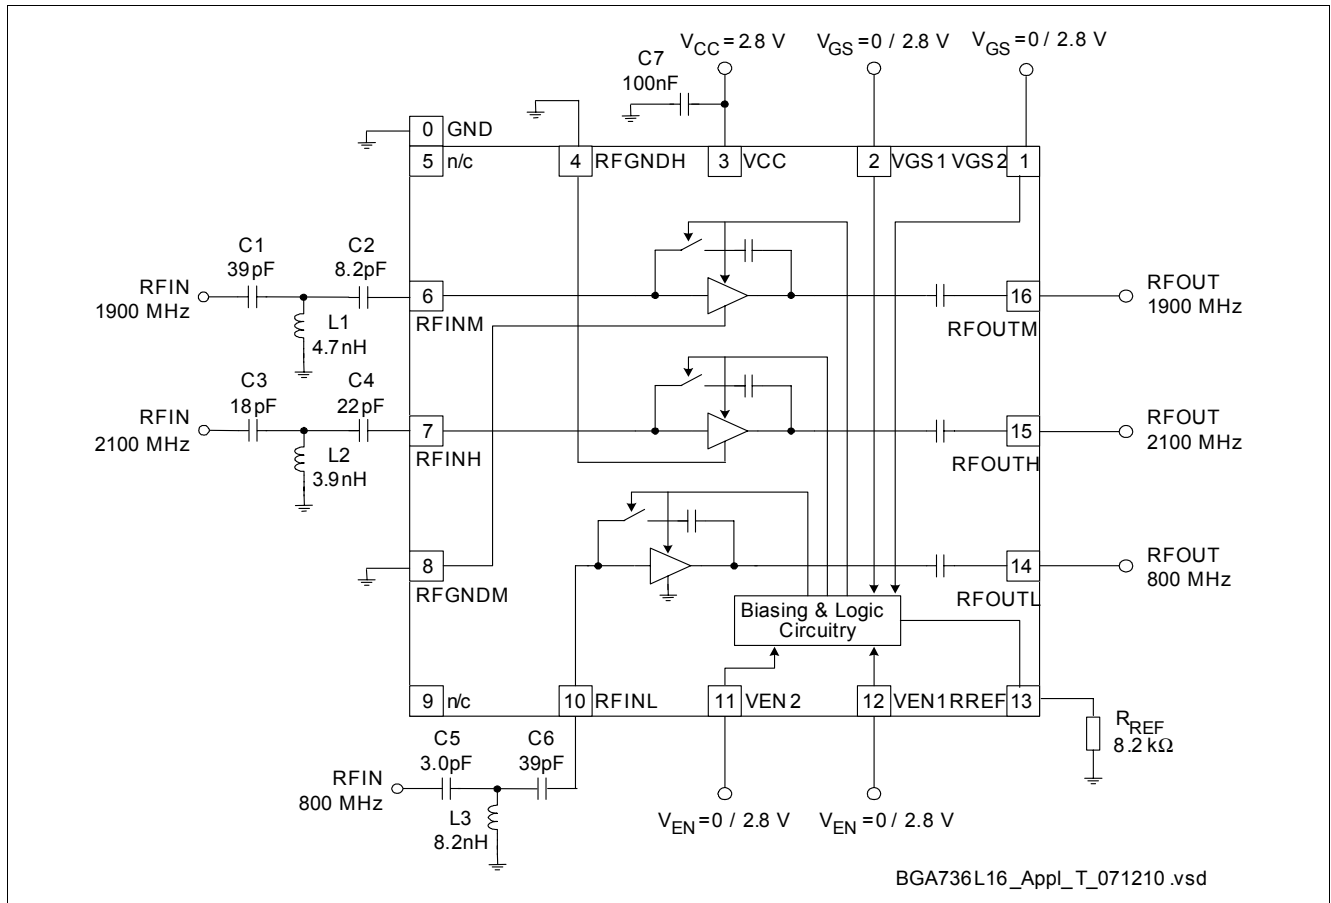 C7
100nF
VCC=2.8 V
VGS=0 / 2.8 V
VGS=0 / 2.8 V
0 GND
5 n/c
4 RFGNDH
3 VCC
2 VGS1
VGS2 1
C1
39pF
C2
8.2pF
RFIN
1900 MHz
L1
4.7nH
6
RFINM
16
RFOUTM
RFOUT
1900 MHz
C3
18pF
C4
22pF
RFIN
2100 MHz
L2
3.9nH
7
RFINH
15
RFOUTH
RFOUT
2100 MHz
8
RFGNDM
14
RFOUTL
RFOUT
800 MHz
Biasing & Logic
Circuitry
9 n/c
10 RFINL
11 VEN2
12 VEN1
RREF 13
RREF
8.2 kΩ
C5
3.0pF
C6
39pF
RFIN
800 MHz
L3
8.2nH
VEN=0 / 2.8 V
VEN=0 / 2.8 V
BGA736L16_Appl_T_071210.vsd